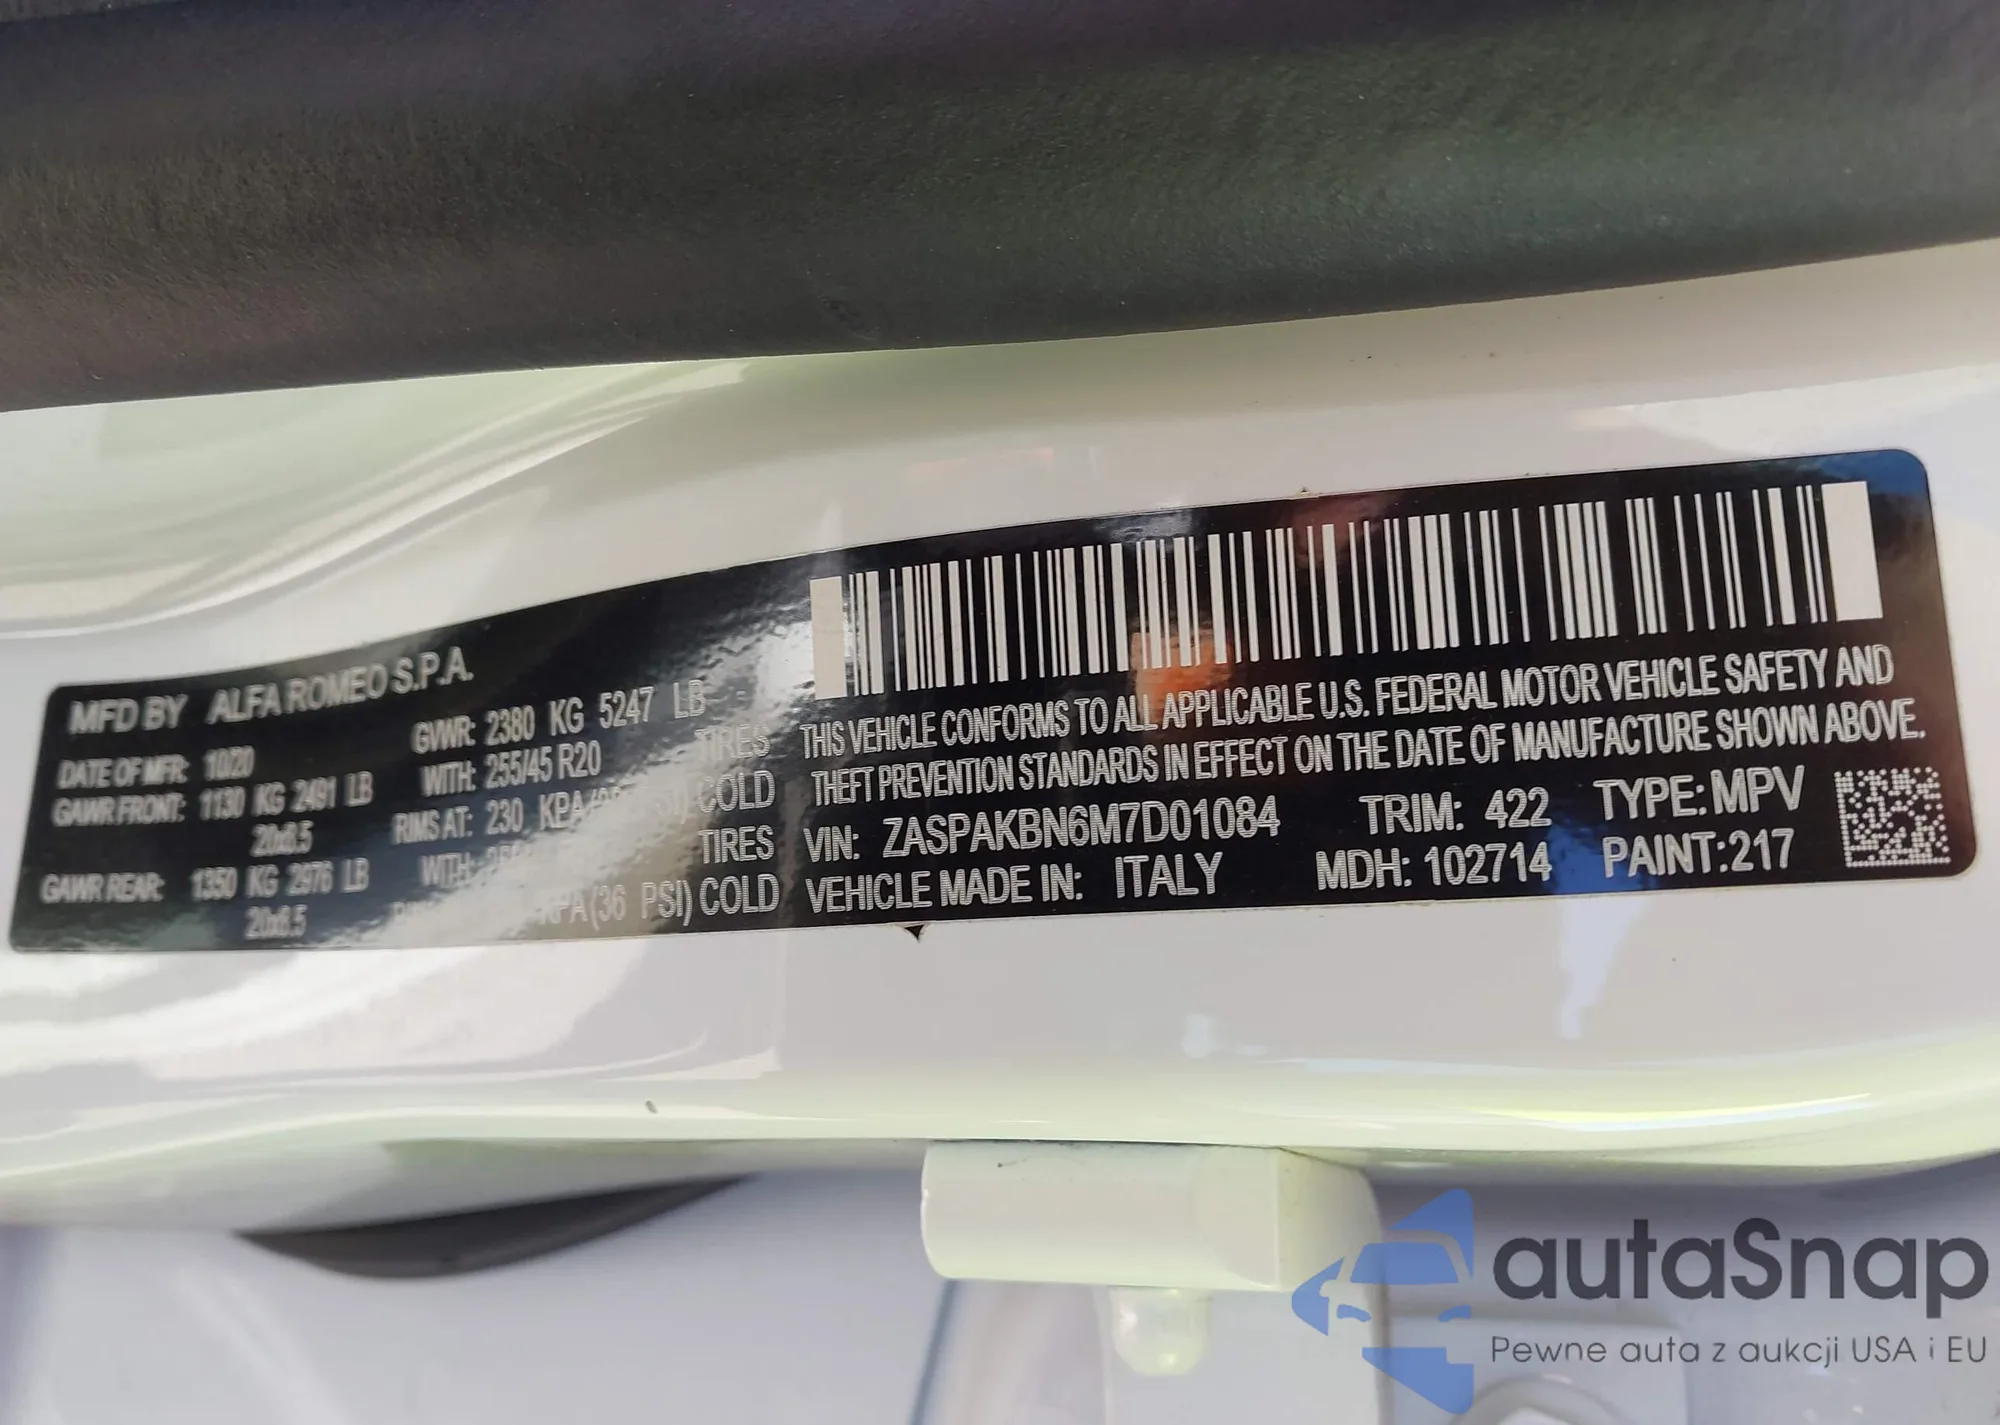 MFD BY ALFA ROMEO S.P.A.
DATE OF MFR: 10/20 GVWR: 2380 KG 5247 LB
GAWR FRONT: 1130 KG 2491 LB WITH: 255/45 R20 TIRES
20x8.5 RIMS AT: 230 KPA COLD
GAWR REAR: 1350 KG 2976 LB WITH: TIRES
20x8.5 KPA (36 PSI) COLD
THIS VEHICLE CONFORMS TO ALL APPLICABLE U.S. FEDERAL MOTOR VEHICLE SAFETY AND
THEFT PREVENTION STANDARDS IN EFFECT ON THE DATE OF MANUFACTURE SHOWN ABOVE.
VIN: ZASPAKBN6M7D01084 TRIM: 422 TYPE: MPV
VEHICLE MADE IN: ITALY MDH: 102714 PAINT:217
autaSnap
Pewne auta z aukcji USA i EU